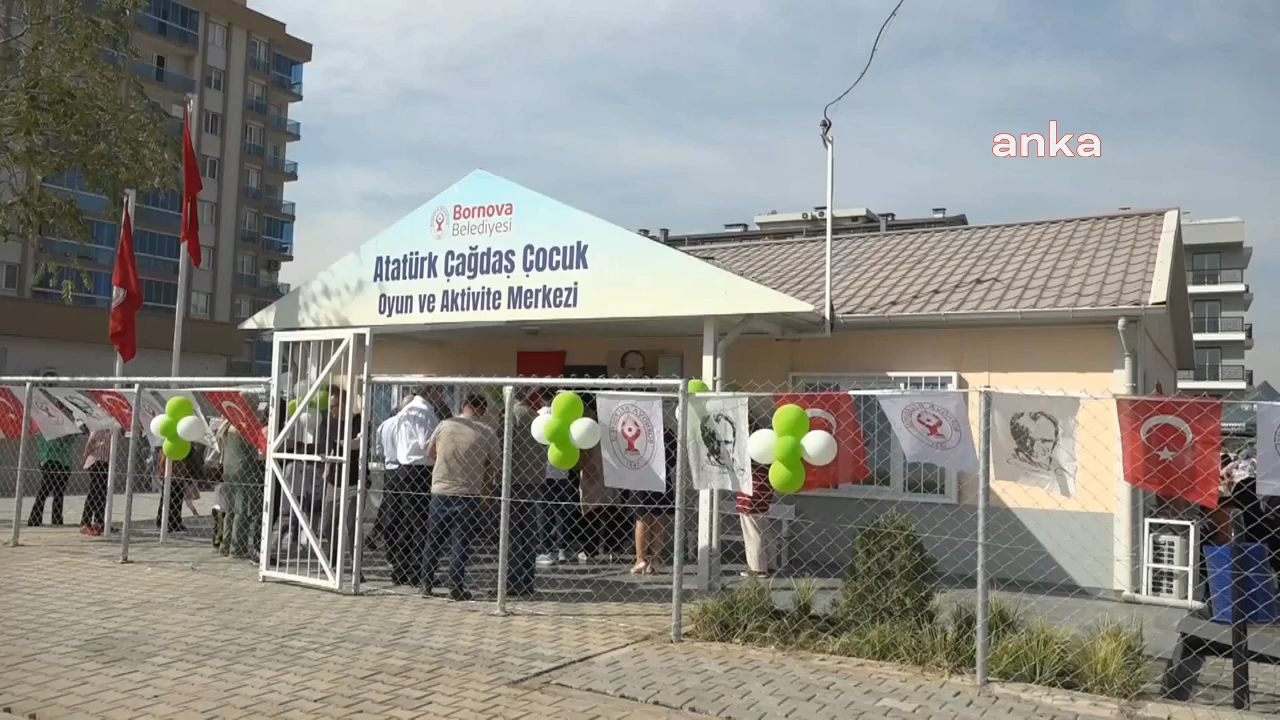 anka
Bornova
Belediyesi
Atatürk Çağdaş Çocuk
Oyun ve Aktivite Merkezi